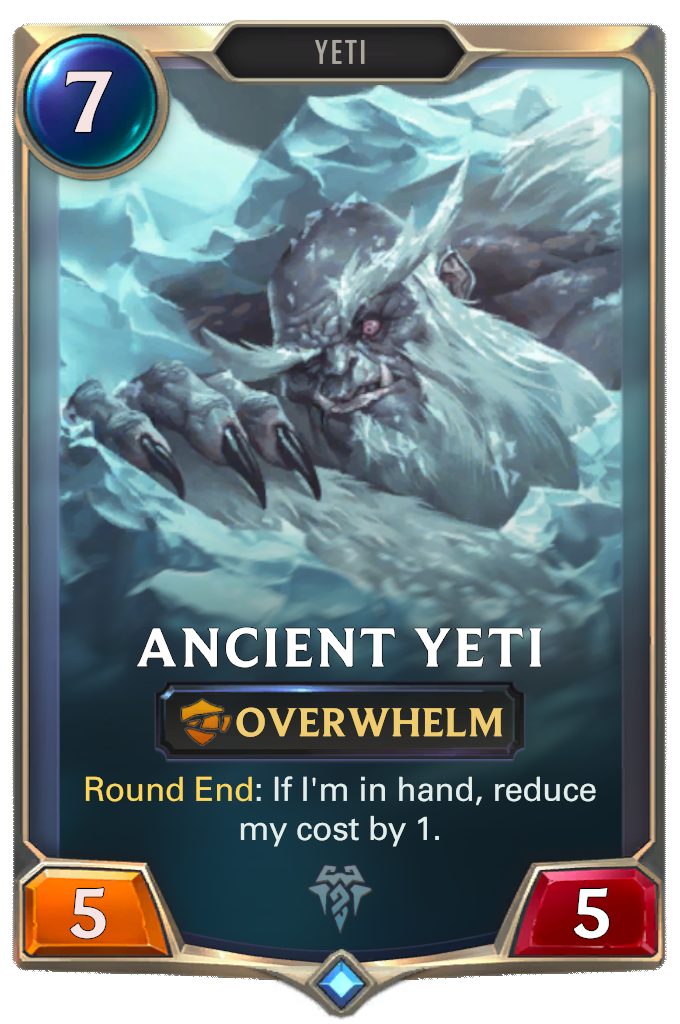 YETI
7
ANCIENT YETI
OVERWHELM
Round End: If I'm in hand, reduce
my cost by 1.
5
5